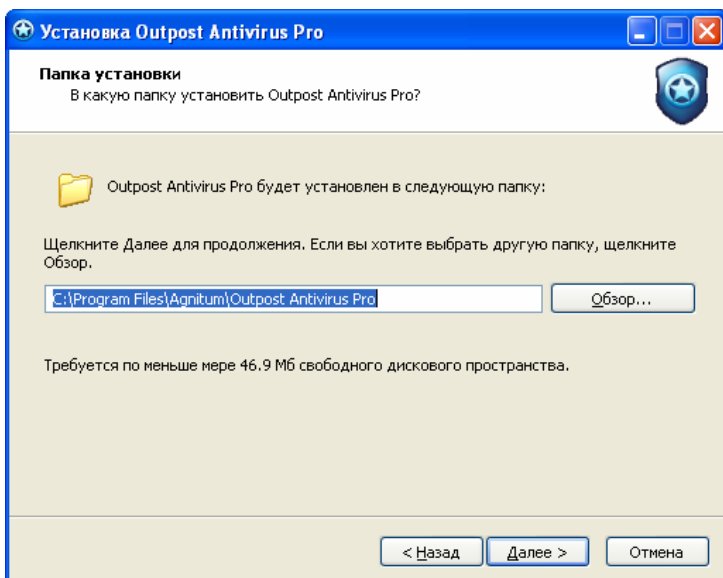 Установка Outpost Antivirus Pro
Папка установки
В какую папку установить Outpost Antivirus Pro?
Outpost Antivirus Pro будет установлен в следующую папку:
Щелкните Далее для продолжения. Если вы хотите выбрать другую папку, щелкните
Обзор.
C:\Program Files\Agnitum\Outpost Antivirus Pro
Обзор...
Требуется по меньшей мере 46.9 Мб свободного дискового пространства.
< Назад
Далее >
Отмена